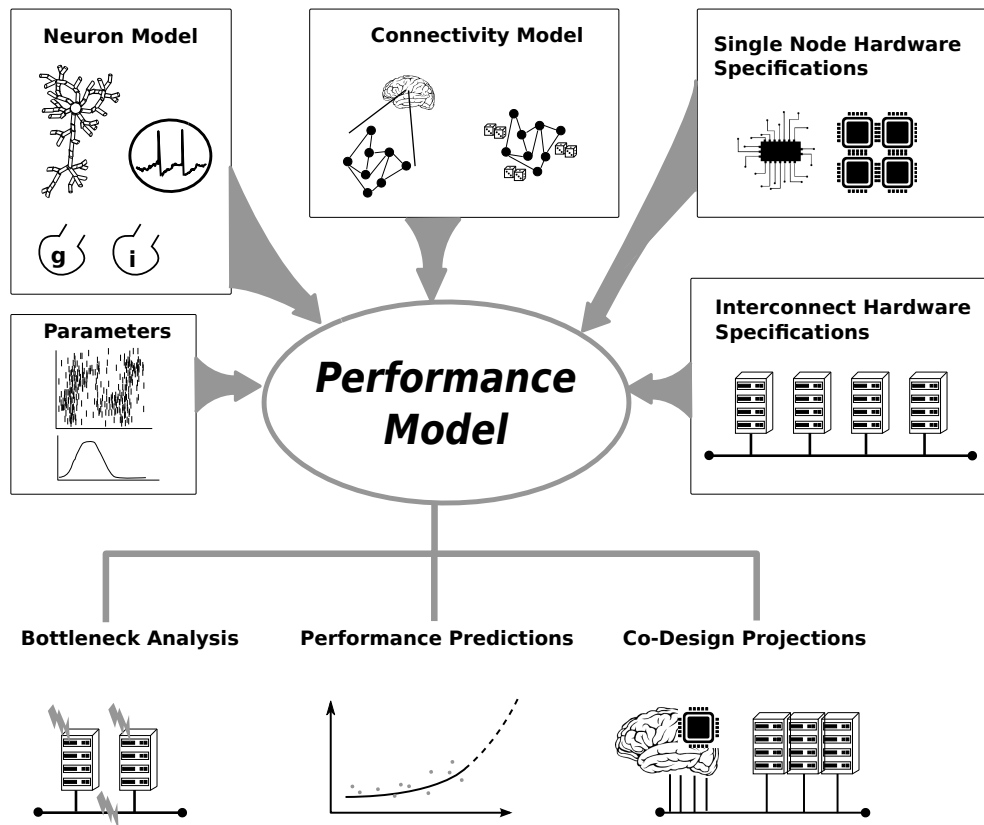 Neuron Model
g
i
Connectivity Model
Single Node Hardware
Specifications
Parameters
Interconnect Hardware
Specifications
Performance
Model
Bottleneck Analysis
Performance Predictions
Co-Design Projections